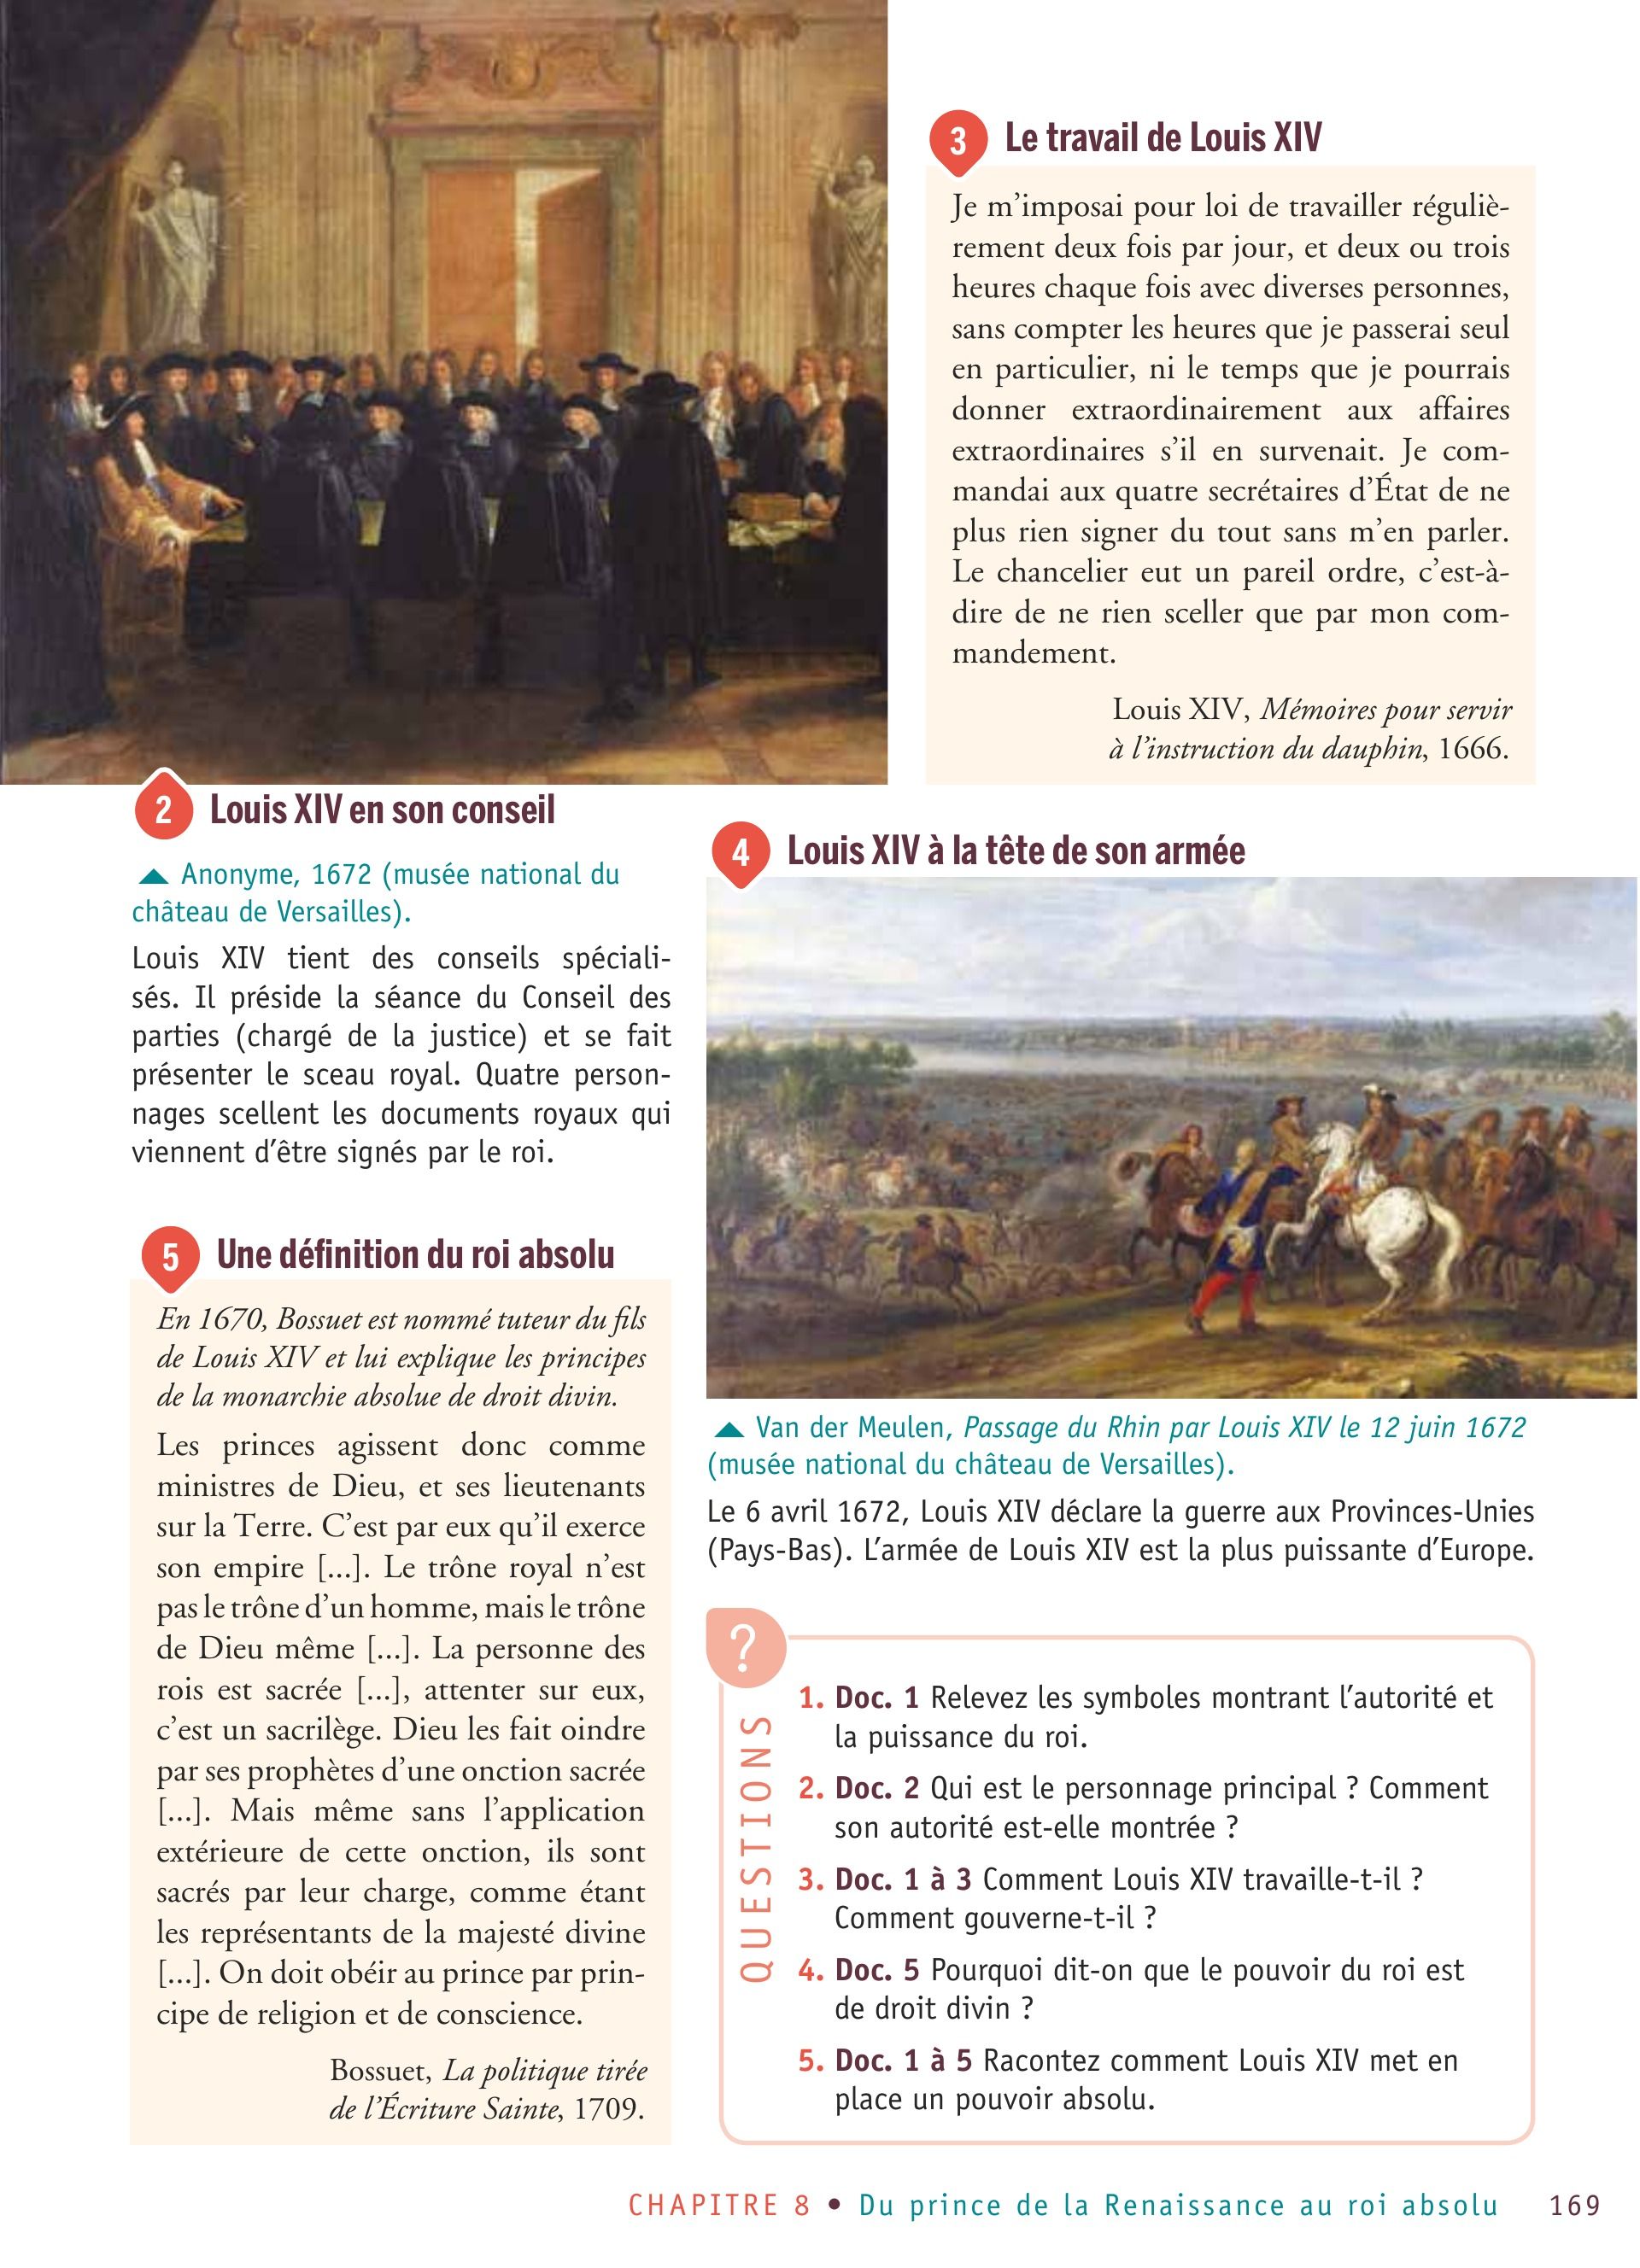 3 Le travail de Louis XIV
Je m'imposai pour loi de travailler réguliè-
rement deux fois par jour, et deux ou trois
heures chaque fois avec diverses personnes,
sans compter les heures que je passerai seul
en particulier, ni le temps que je pourrais
donner extraordinairement aux affaires
extraordinaires s'il en survenait. Je com-
mandai aux quatre secrétaires d'État de ne
plus rien signer du tout sans m'en parler.
Le chancelier eut un pareil ordre, c'est-à-
dire de ne rien sceller que par mon com-
mandement.
Louis XIV, Mémoires pour servir
à l'instruction du dauphin, 1666.
2 Louis XIV en son conseil
Anonyme, 1672 (musée national du
château de Versailles).
Louis XIV tient des conseils spéciali-
sés. Il préside la séance du Conseil des
parties (chargé de la justice) et se fait
présenter le sceau royal. Quatre person-
nages scellent les documents royaux qui
viennent d'être signés par le roi.
4 Louis XIV à la tête de son armée
Van der Meulen, Passage du Rhin par Louis XIV le 12 juin 1672
(musée national du château de Versailles).
Le 6 avril 1672, Louis XIV déclare la guerre aux Provinces-Unies
(Pays-Bas). L'armée de Louis XIV est la plus puissante d'Europe.
5 Une définition du roi absolu
En 1670, Bossuet est nommé tuteur du fils
de Louis XIV et lui explique les principes
de la monarchie absolue de droit divin.
Les princes agissent donc comme
ministres de Dieu, et ses lieutenants
sur la Terre. C'est par eux qu'il exerce
son empire [...]. Le trône royal n'est
pas le trône d'un homme, mais le trône
de Dieu même [...]. La personne des
rois est sacrée [...], attenter sur eux,
c'est un sacrilège. Dieu les fait oindre
par ses prophètes d'une onction sacrée
[...]. Mais même sans l'application
extérieure de cette onction, ils sont
sacrés par leur charge, comme étant
les représentants de la majesté divine
[...]. On doit obéir au prince par prin-
cipe de religion et de conscience.
Bossuet, La politique tirée
de l'Écriture Sainte, 1709.
?
QUESTIONS
1. Doc. 1 Relevez les symboles montrant l'autorité et
la puissance du roi.
2. Doc. 2 Qui est le personnage principal ? Comment
son autorité est-elle montrée ?
3. Doc. 1 à 3 Comment Louis XIV travaille-t-il ?
Comment gouverne-t-il ?
4. Doc. 5 Pourquoi dit-on que le pouvoir du roi est
de droit divin ?
5. Doc. 1 à 5 Racontez comment Louis XIV met en
place un pouvoir absolu.
CHAPITRE 8 • Du prince de la Renaissance au roi absolu 169